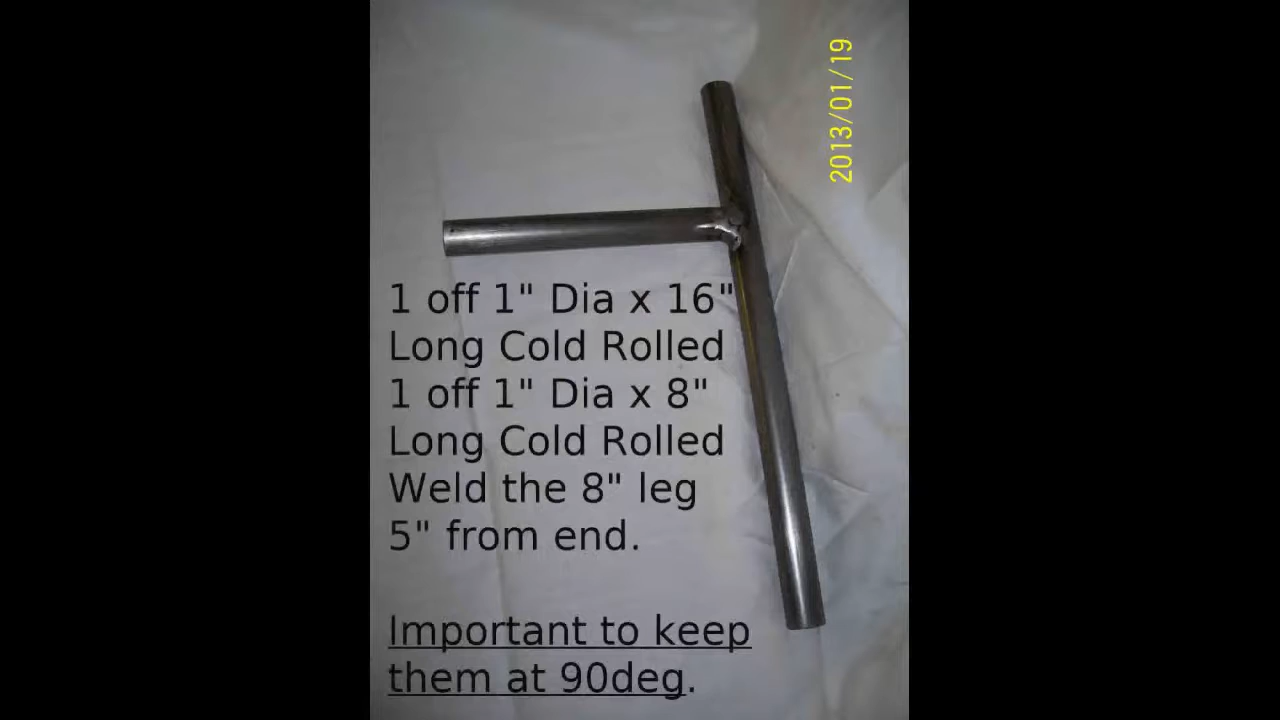 2013/01/19
1 off 1" Dia x 16"
Long Cold Rolled
1 off 1" Dia x 8"
Long Cold Rolled
Weld the 8" leg
5" from end.
Important to keep
them at 90deg.